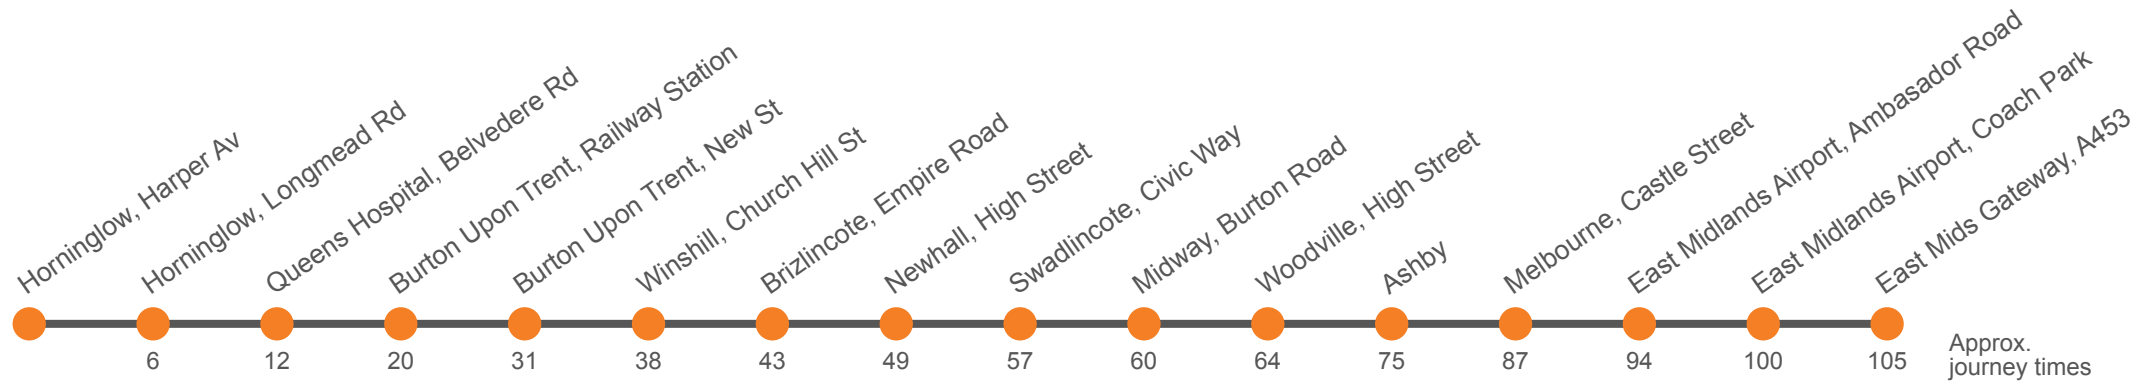 Horninglow, Harper Av
Horninglow, Longmead Rd
Queens Hospital, Belvedere Rd
Burton Upon Trent, Railway Station
Burton Upon Trent, New St
Winshill, Church Hill St
Brizlincote, Empire Road
Newhall, High Street
Swadlincote, Civic Way
Midway, Burton Road
Woodville, High Street
Ashby
Melbourne, Castle Street
East Midlands Airport, Ambasador Road
East Midlands Airport, Coach Park
East Mids Gateway, A453
6 12 20 31 38 43 49 57 60 64 75 87 94 100 105
Approx.
journey times